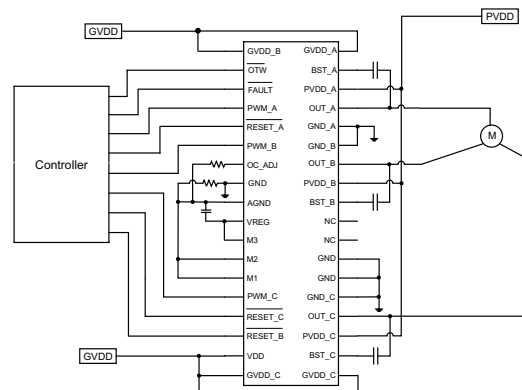 GVDD
PVDD
GVDD_B
GVDD_A
OTW
BST_A
FAULT
PVDD_A
PWM_A
OUT_A
RESET_A
GND_A
PWM_B
GND_B
M
Controller
OC_ADJ
OUT_B
GND
PVDD_B
AGND
BST_B
VREG
NC
M3
NC
M2
GND
M1
GND
PWM_C
GND_C
RESET_C
OUT_C
RESET_B
PVDD_C
GVDD
VDD
BST_C
GVDD_C
GVDD_C